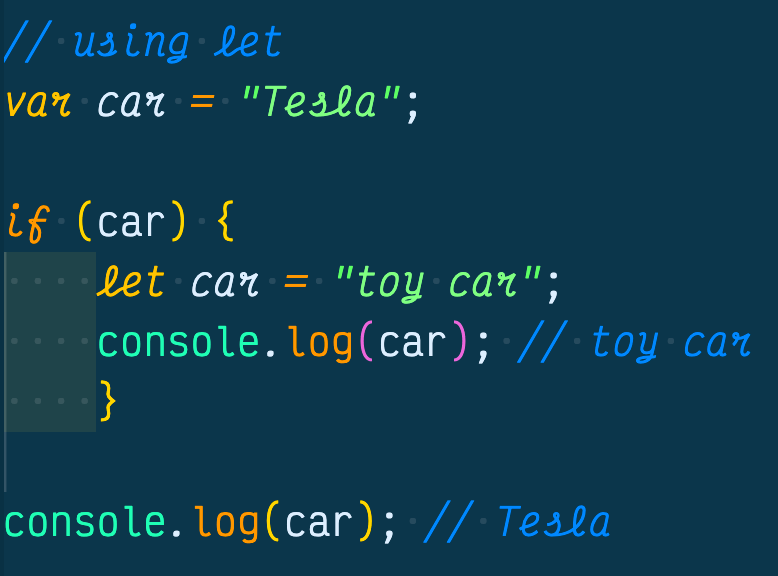 // using let
var car = "Tesla";
if (car) {
    let car = "toy car";
    console.log(car); // toy car
    }
console.log(car); // Tesla